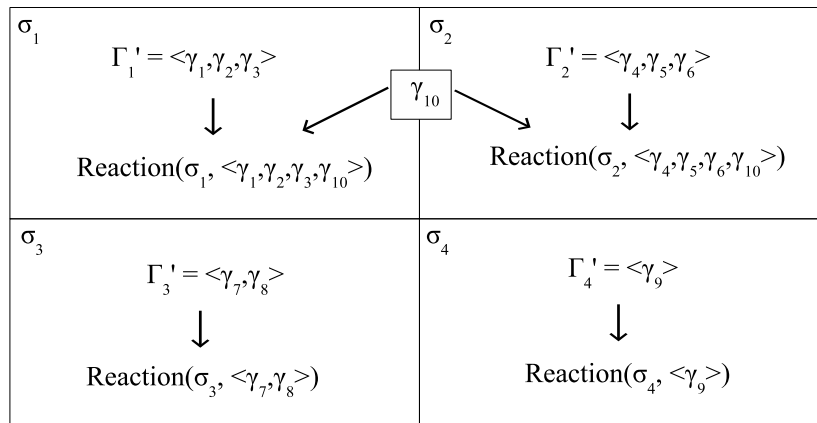 σ₁
Γ₁' = <γ₁,γ₂,γ₃>
Reaction(σ₁, <γ₁,γ₂,γ₃,γ₁₀>)
γ₁₀
σ₂
Γ₂' = <γ₄,γ₅,γ₆>
Reaction(σ₂, <γ₄,γ₅,γ₆,γ₁₀>)
σ₃
Γ₃' = <γ₇,γ₈>
Reaction(σ₃, <γ₇,γ₈>)
σ₄
Γ₄' = <γ₉>
Reaction(σ₄, <γ₉>)